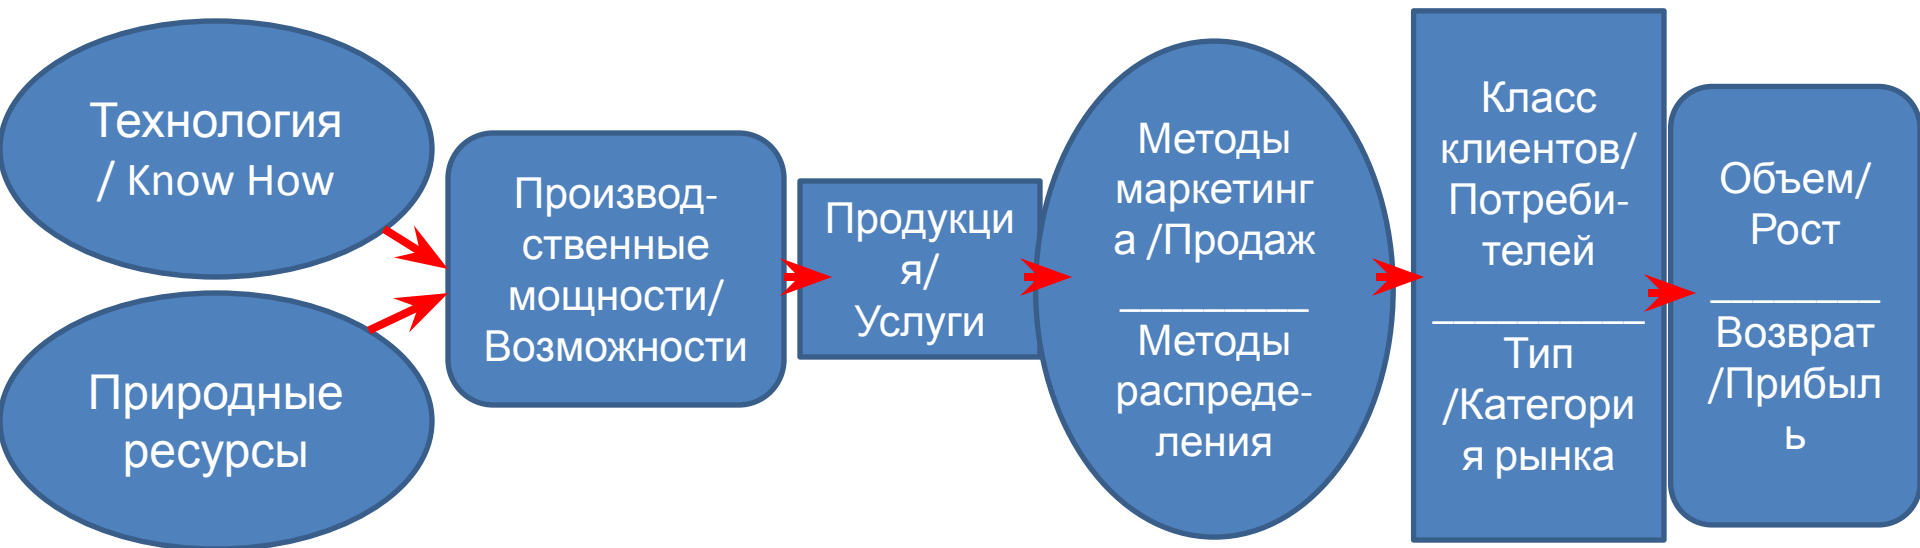 Технология
/ Know How
Природные
ресурсы
Производ-
ственные
мощности/
Возможности
Продукци
я/
Услуги
Методы
маркетинг
а /Продаж
_________
Методы
распреде-
ления
Класс
клиентов/
Потреби-
телей
__________
Тип
/Категори
я рынка
Объем/
Рост
________
Возврат
/Прибыл
ь